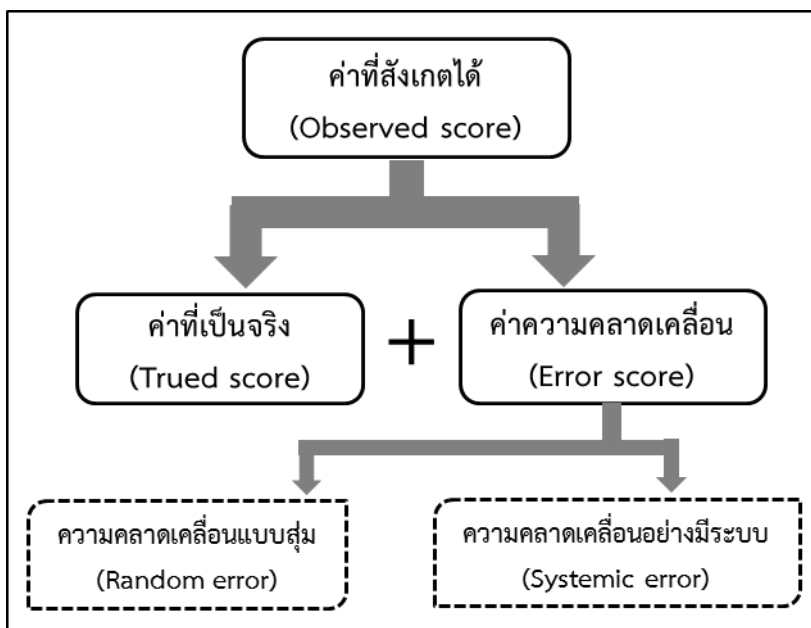 ค่าที่สังเกตได้
(Observed score)
ค่าที่เป็นจริง
(Trued score)
+
ค่าความคลาดเคลื่อน
(Error score)
ความคลาดเคลื่อนแบบสุ่ม
(Random error)
ความคลาดเคลื่อนอย่างมีระบบ
(Systemic error)